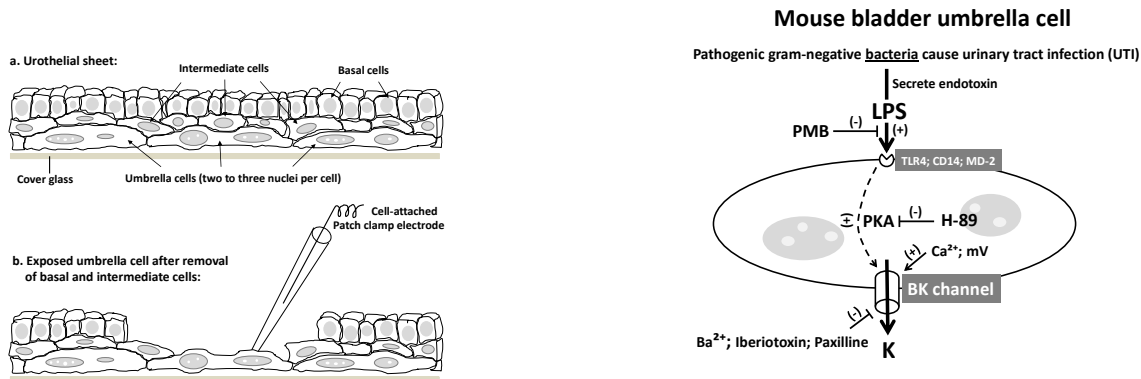 a. Urothelial sheet:
Intermediate cells
Basal cells
Cover glass
Umbrella cells (two to three nuclei per cell)
Cell-attached
Patch clamp electrode
b. Exposed umbrella cell after removal
of basal and intermediate cells:
Mouse bladder umbrella cell
Pathogenic gram-negative bacteria cause urinary tract infection (UTI)
Secrete endotoxin
LPS
PMB
(-)
(+)
TLR4; CD14; MD-2
(+)
PKA
(-)
H-89
(+)
Ca²⁺; mV
BK channel
(-)
Ba²⁺; Iberiotoxin; Paxilline
K